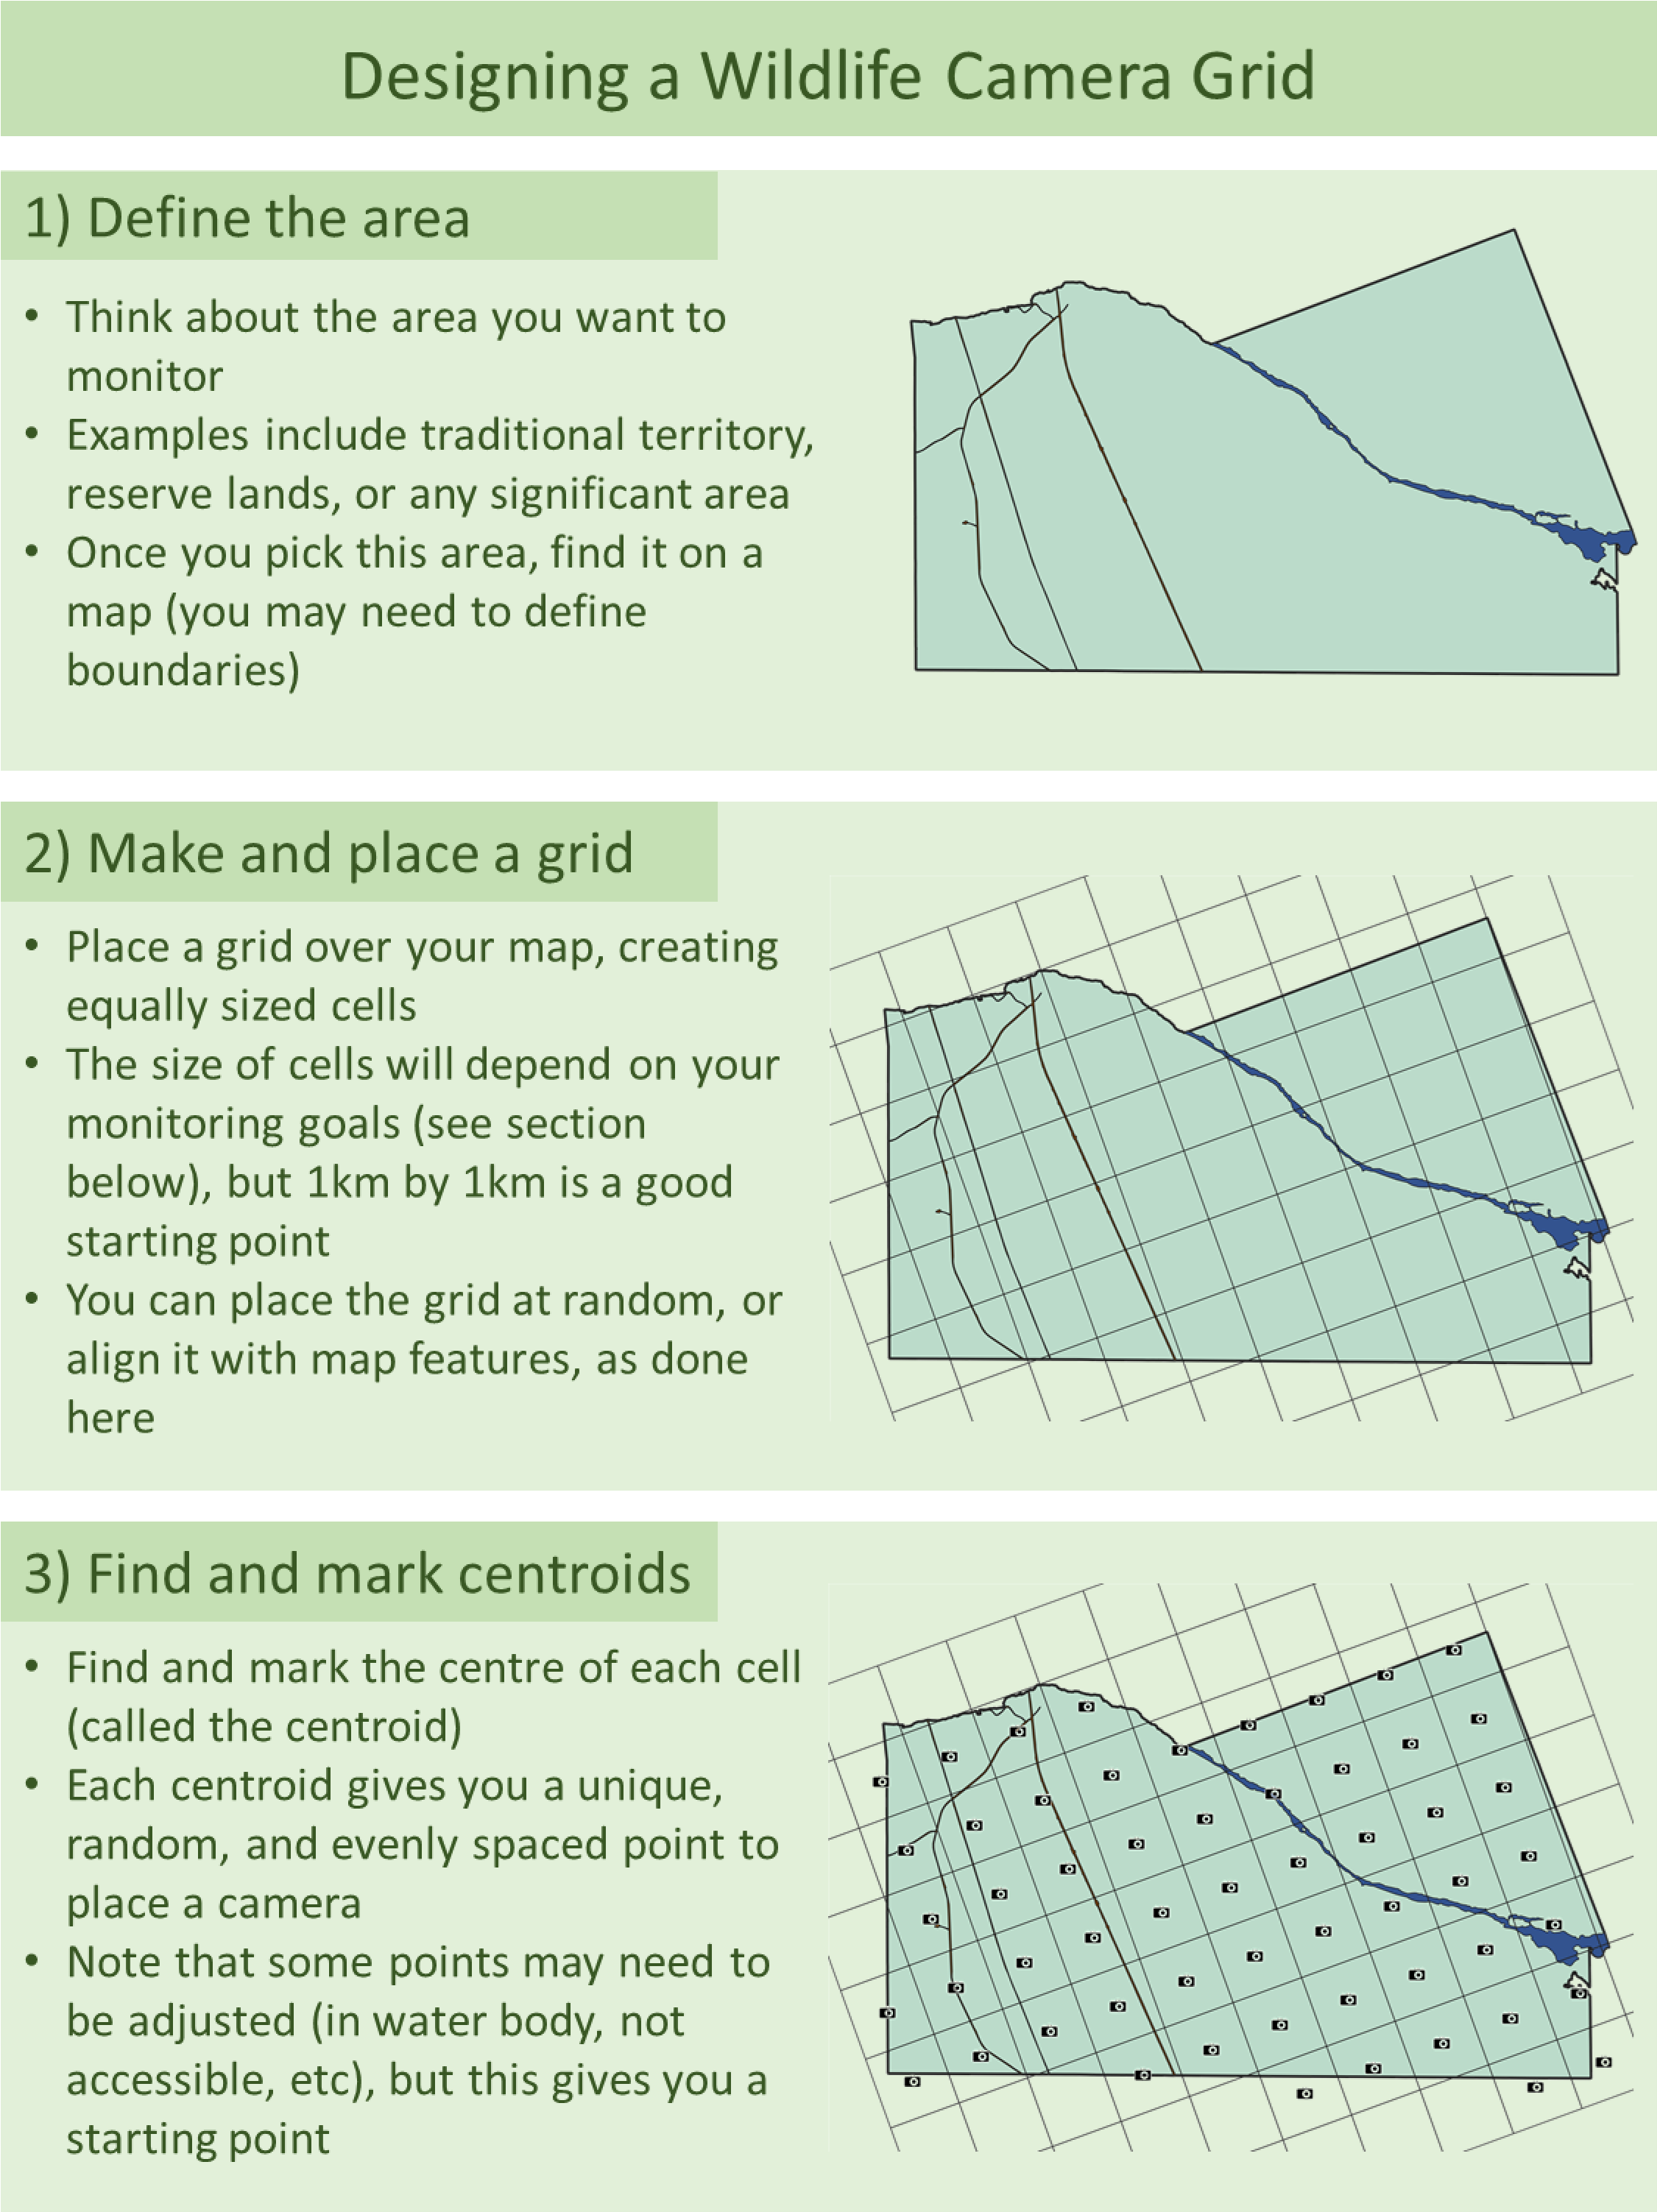 Designing a Wildlife Camera Grid
1) Define the area
• Think about the area you want to
monitor
• Examples include traditional territory,
reserve lands, or any significant area
• Once you pick this area, find it on a
map (you may need to define
boundaries)
2) Make and place a grid
• Place a grid over your map, creating
equally sized cells
• The size of cells will depend on your
monitoring goals (see section
below), but 1km by 1km is a good
starting point
• You can place the grid at random, or
align it with map features, as done
here
3) Find and mark centroids
• Find and mark the centre of each cell
(called the centroid)
• Each centroid gives you a unique,
random, and evenly spaced point to
place a camera
• Note that some points may need to
be adjusted (in water body, not
accessible, etc), but this gives you a
starting point